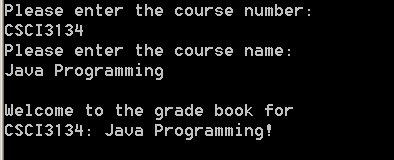 Please enter the course number:
CSCI3134
Please enter the course name:
Java Programming
Welcome to the grade book for
CSCI3134: Java Programming!